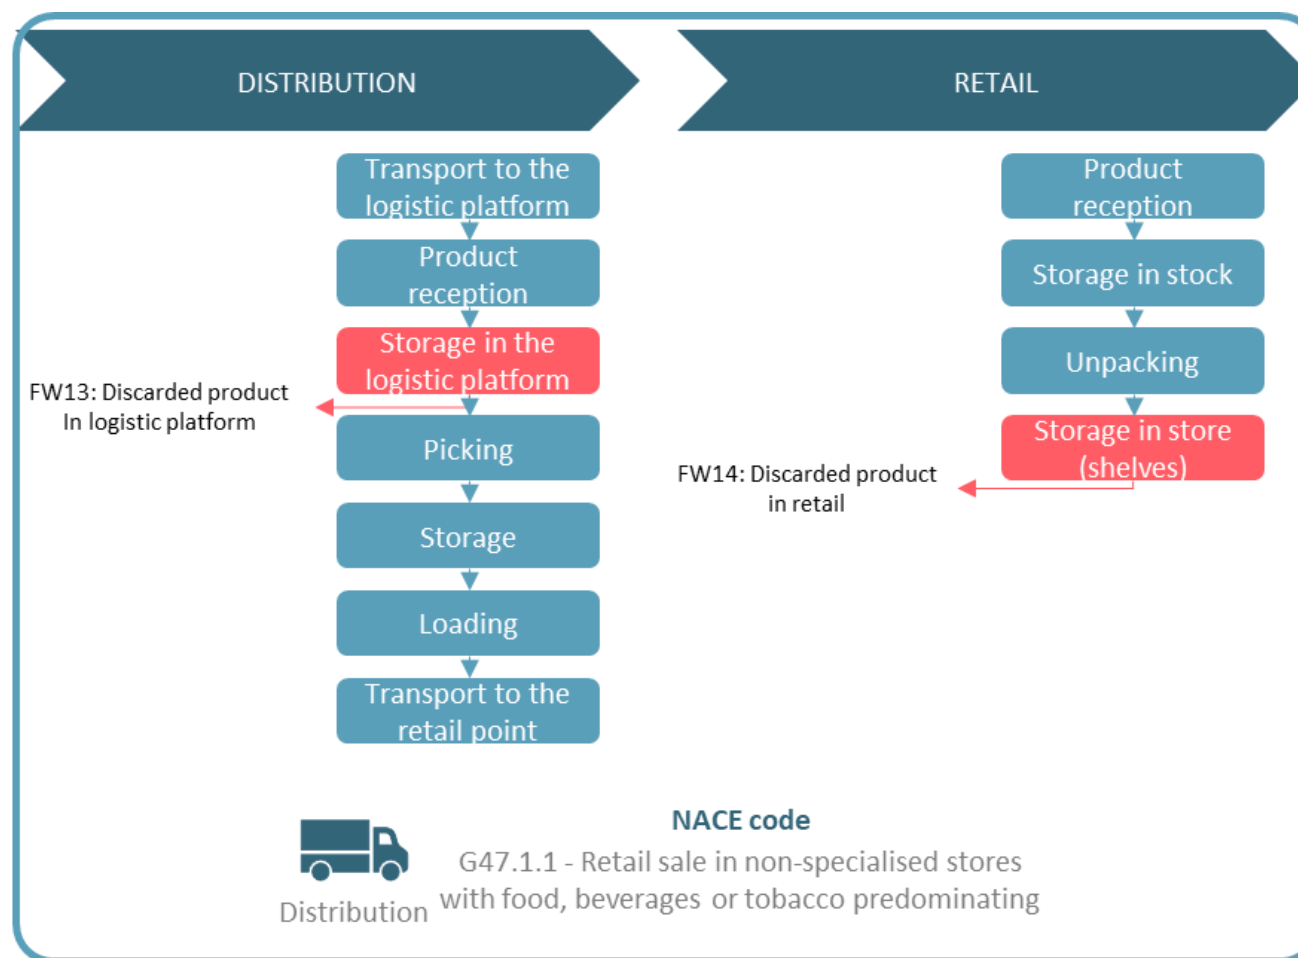 DISTRIBUTION
Transport to the
logistic platform
Product
reception
Storage in the
logistic platform
FW13: Discarded product
In logistic platform
Picking
Storage
Loading
Transport to the
retail point
RETAIL
Product
reception
Storage in stock
Unpacking
Storage in store
(shelves)
FW14: Discarded product
in retail
Distribution
NACE code
G47.1.1 - Retail sale in non-specialised stores
with food, beverages or tobacco predominating